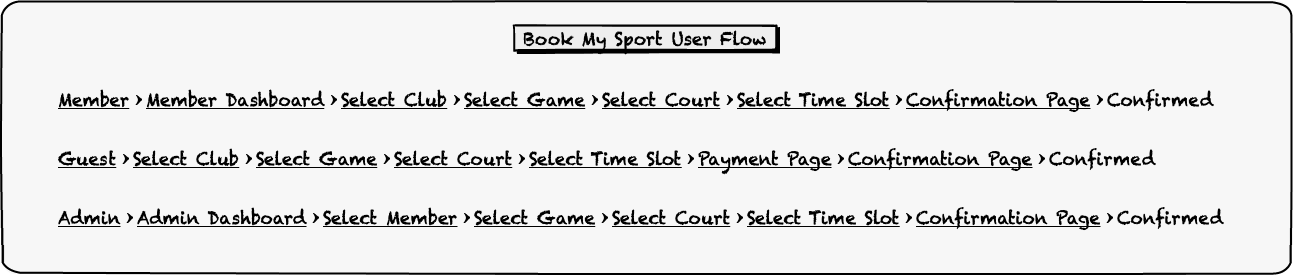 Book My Sport User Flow
Member > Member Dashboard > Select Club > Select Game > Select Court > Select Time Slot > Confirmation Page > Confirmed
Guest > Select Club > Select Game > Select Court > Select Time Slot > Payment Page > Confirmation Page > Confirmed
Admin > Admin Dashboard > Select Member > Select Game > Select Court > Select Time Slot > Confirmation Page > Confirmed